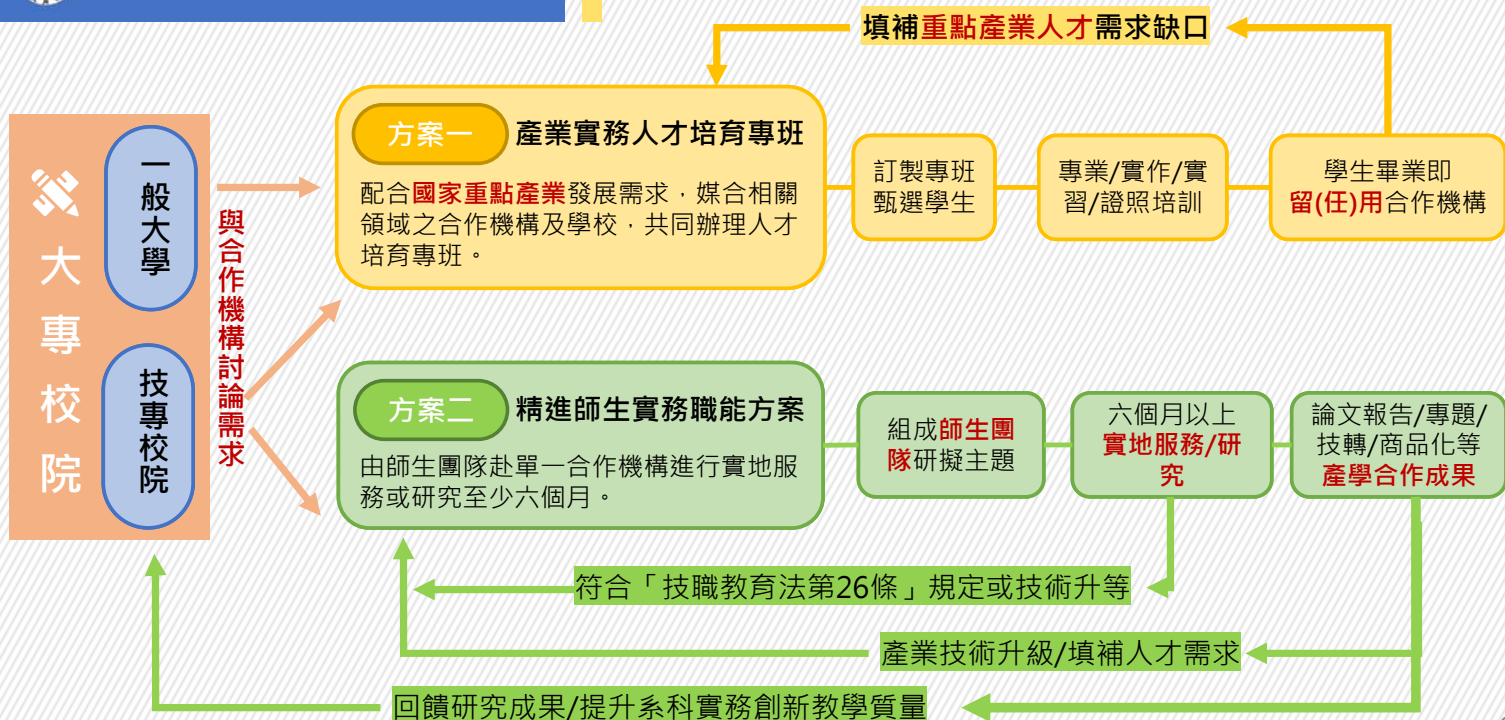 填補重點產業人才需求缺口
大專校院
一般大學
技專校院
與合作機構討論需求
方案一
產業實務人才培育專班
配合國家重點產業發展需求，媒合相關
領域之合作機構及學校，共同辦理人才
培育專班。
訂製專班
甄選學生
專業/實作/實
習/證照培訓
學生畢業即
留(任)用合作機構
方案二
精進師生實務職能方案
由師生團隊赴單一合作機構進行實地服
務或研究至少六個月。
組成師生團
隊研擬主題
六個月以上
實地服務/研
究
論文報告/專題/
技轉/商品化等
產學合作成果
符合「技職教育法第26條」規定或技術升等
產業技術升級/填補人才需求
回饋研究成果/提升系科實務創新教學質量